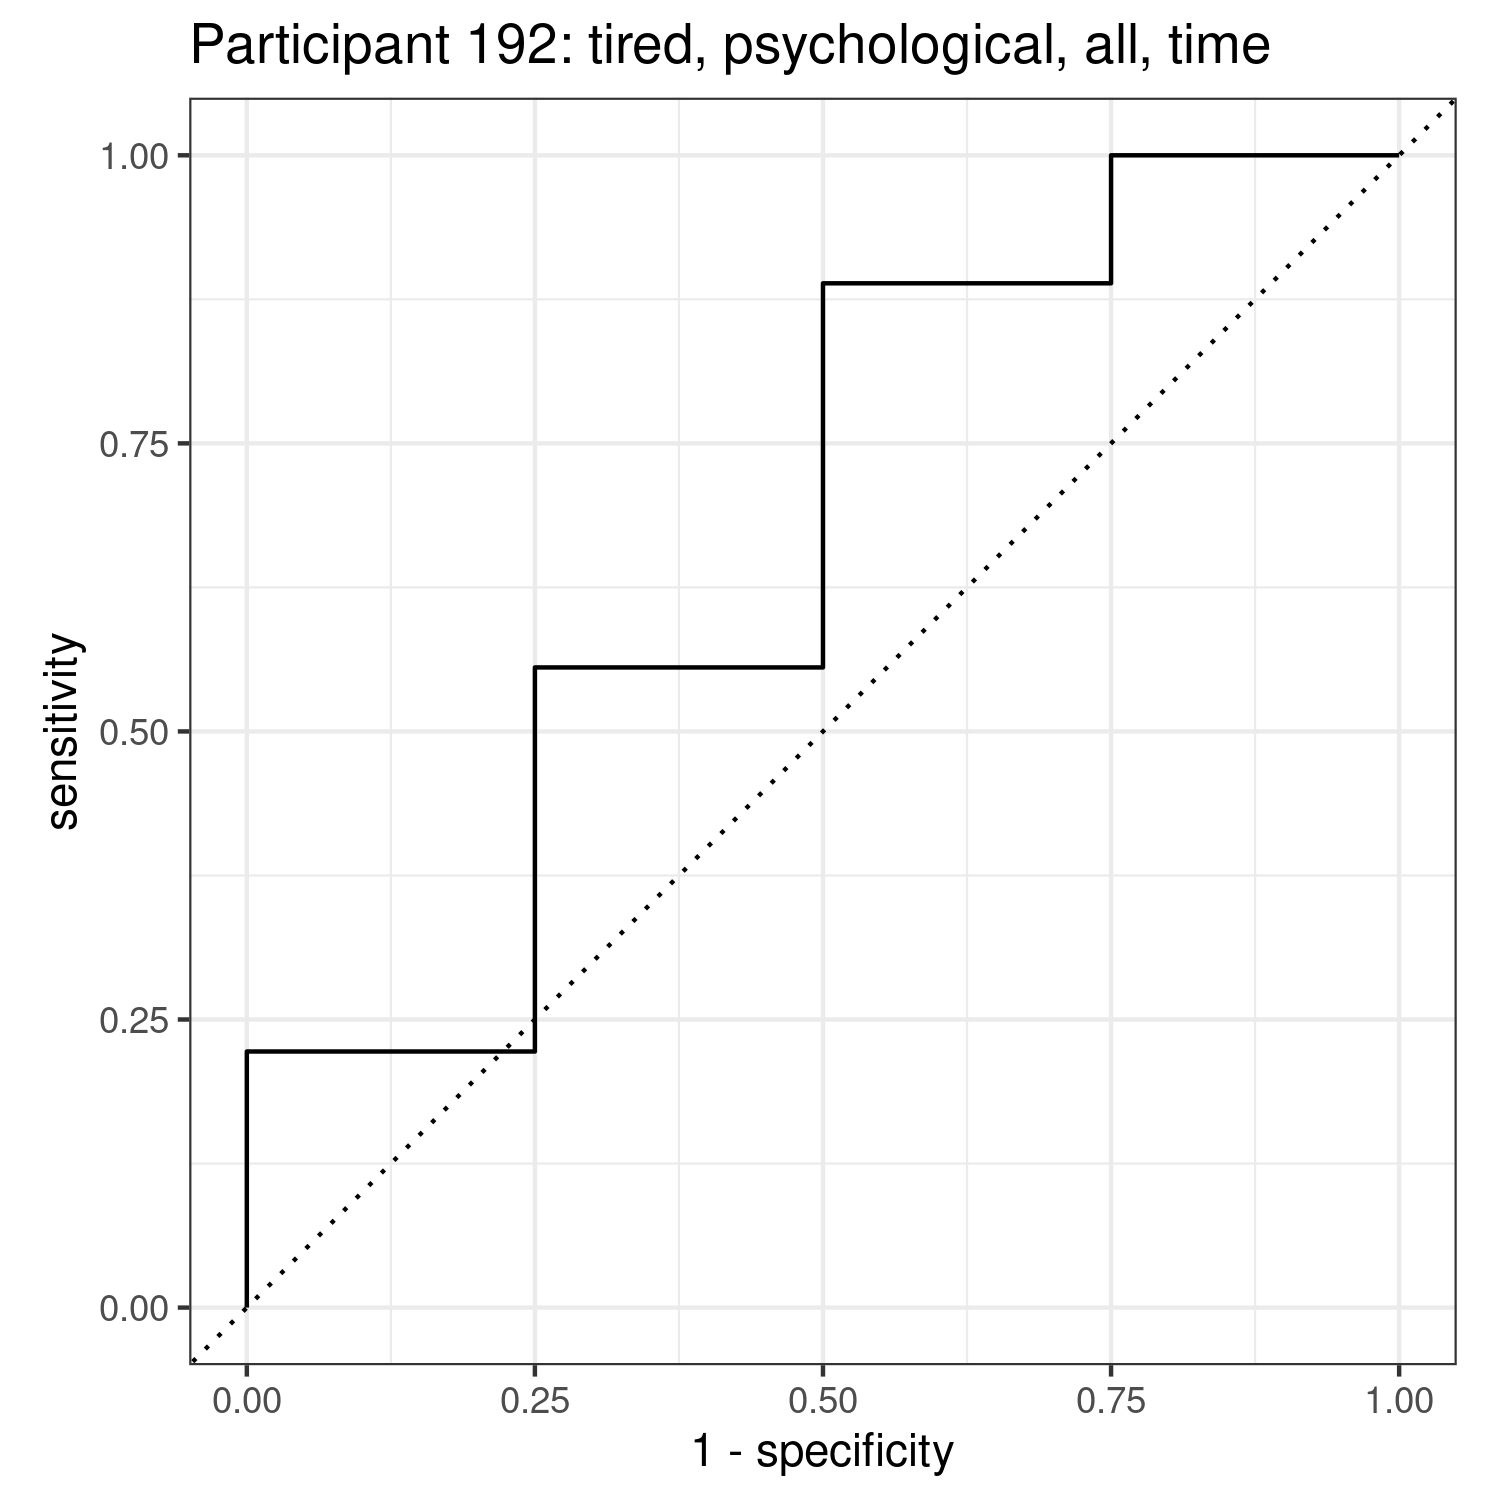 Participant 192: tired, psychological, all, time
1.00
0.75
0.50
0.25
0.00
sensitivity
0.00 0.25 0.50 0.75 1.00
1 - specificity